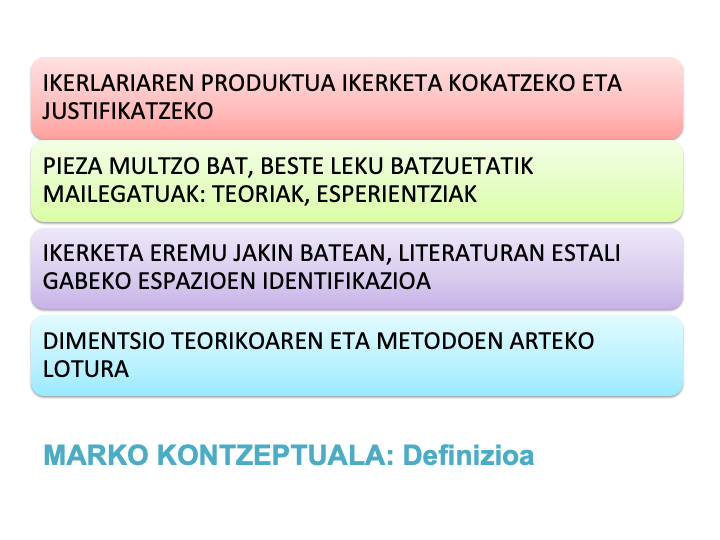 IKERLARIAREN PRODUKTUA IKERKETA KOKATZEKO ETA
JUSTIFIKATZEKO
PIEZA MULTZO BAT, BESTE LEKU BATZUETATIK
MAILEGATUAK: TEORIAK, ESPERIENTZIAK
IKERKETA EREMU JAKIN BATEAN, LITERATURAN ESTALI
GABEKO ESPAZIOEN IDENTIFIKAZIOA
DIMENTSIO TEORIKOAREN ETA METODOEN ARTEKO
LOTURA
MARKO KONTZEPTUALA: Definizioa